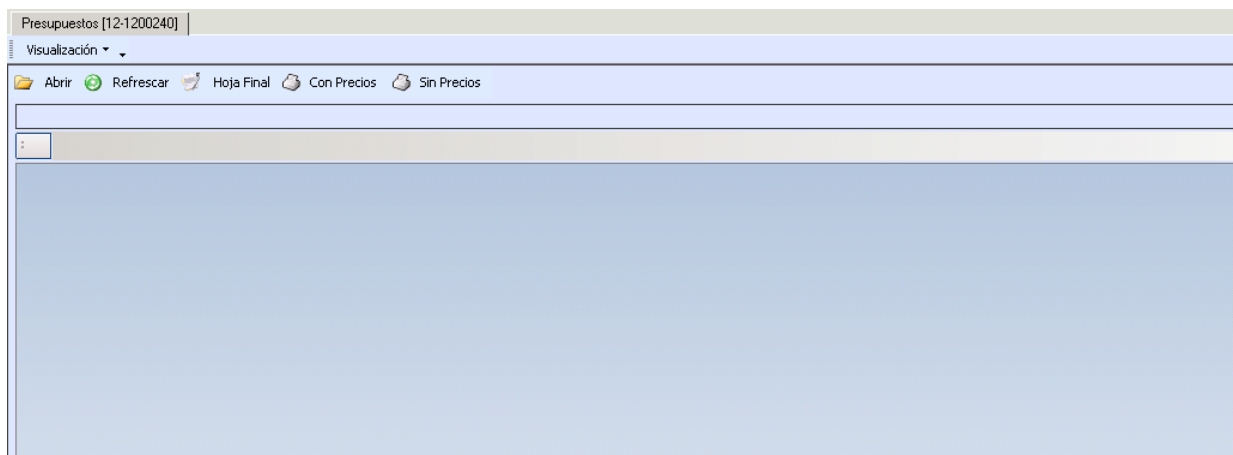 Presupuestos [12-1200240]
Visualización
Abrir Refrescar Hoja Final Con Precios Sin Precios
: